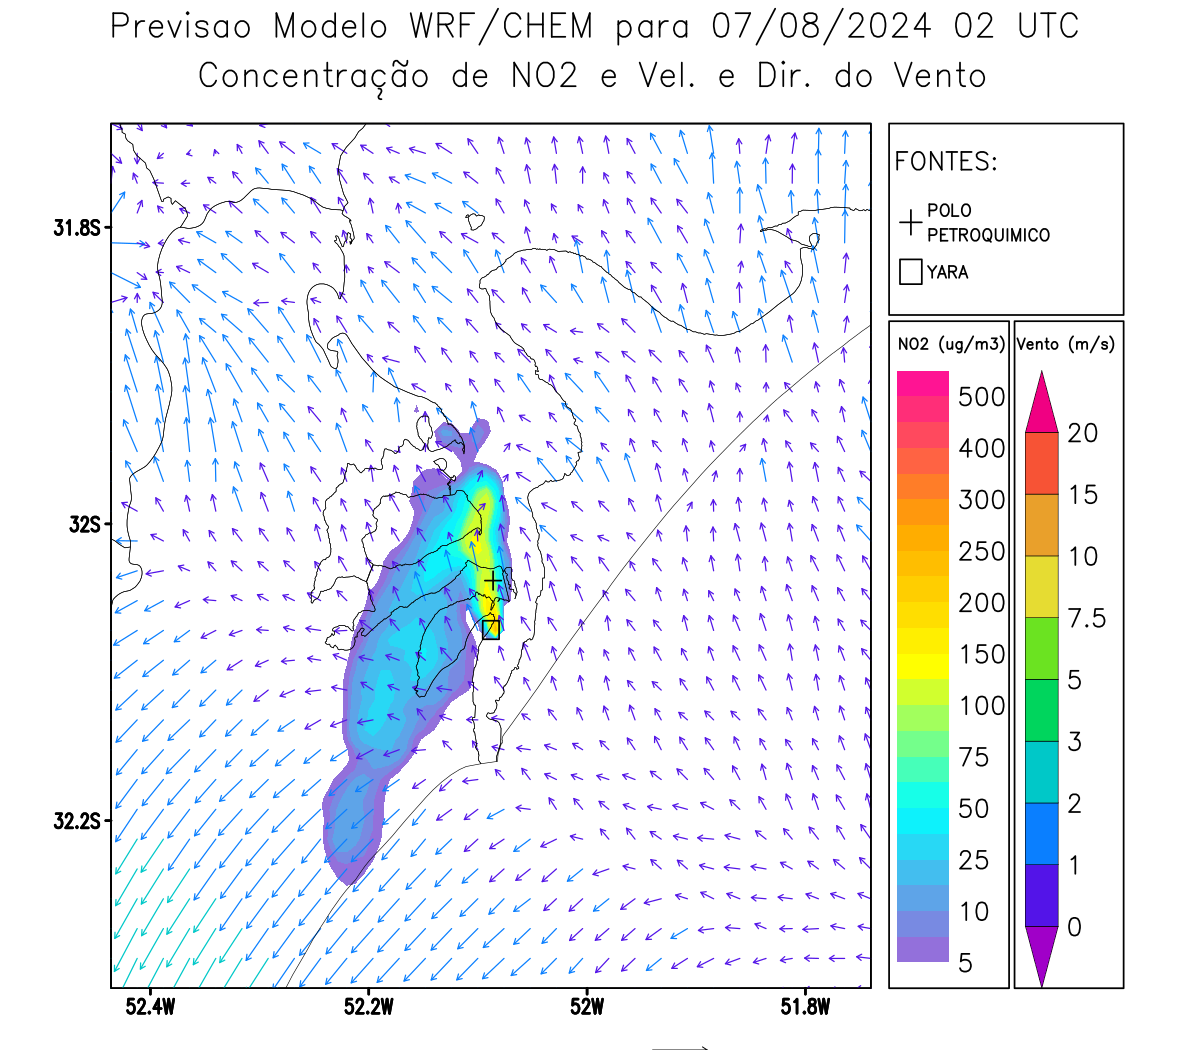 Previsao Modelo WRF/CHEM para 07/08/2024 02 UTC
Concentração de NO2 e Vel. e Dir. do Vento
FONTES:
POLO
PETROQUIMICO
YARA
NO2 (ug/m3)
500
400
300
250
200
150
100
75
50
25
10
5
Vento (m/s)
20
15
10
7.5
5
3
2
1
0
31.8S
32S
32.2S
52.4W
52.2W
52W
51.8W